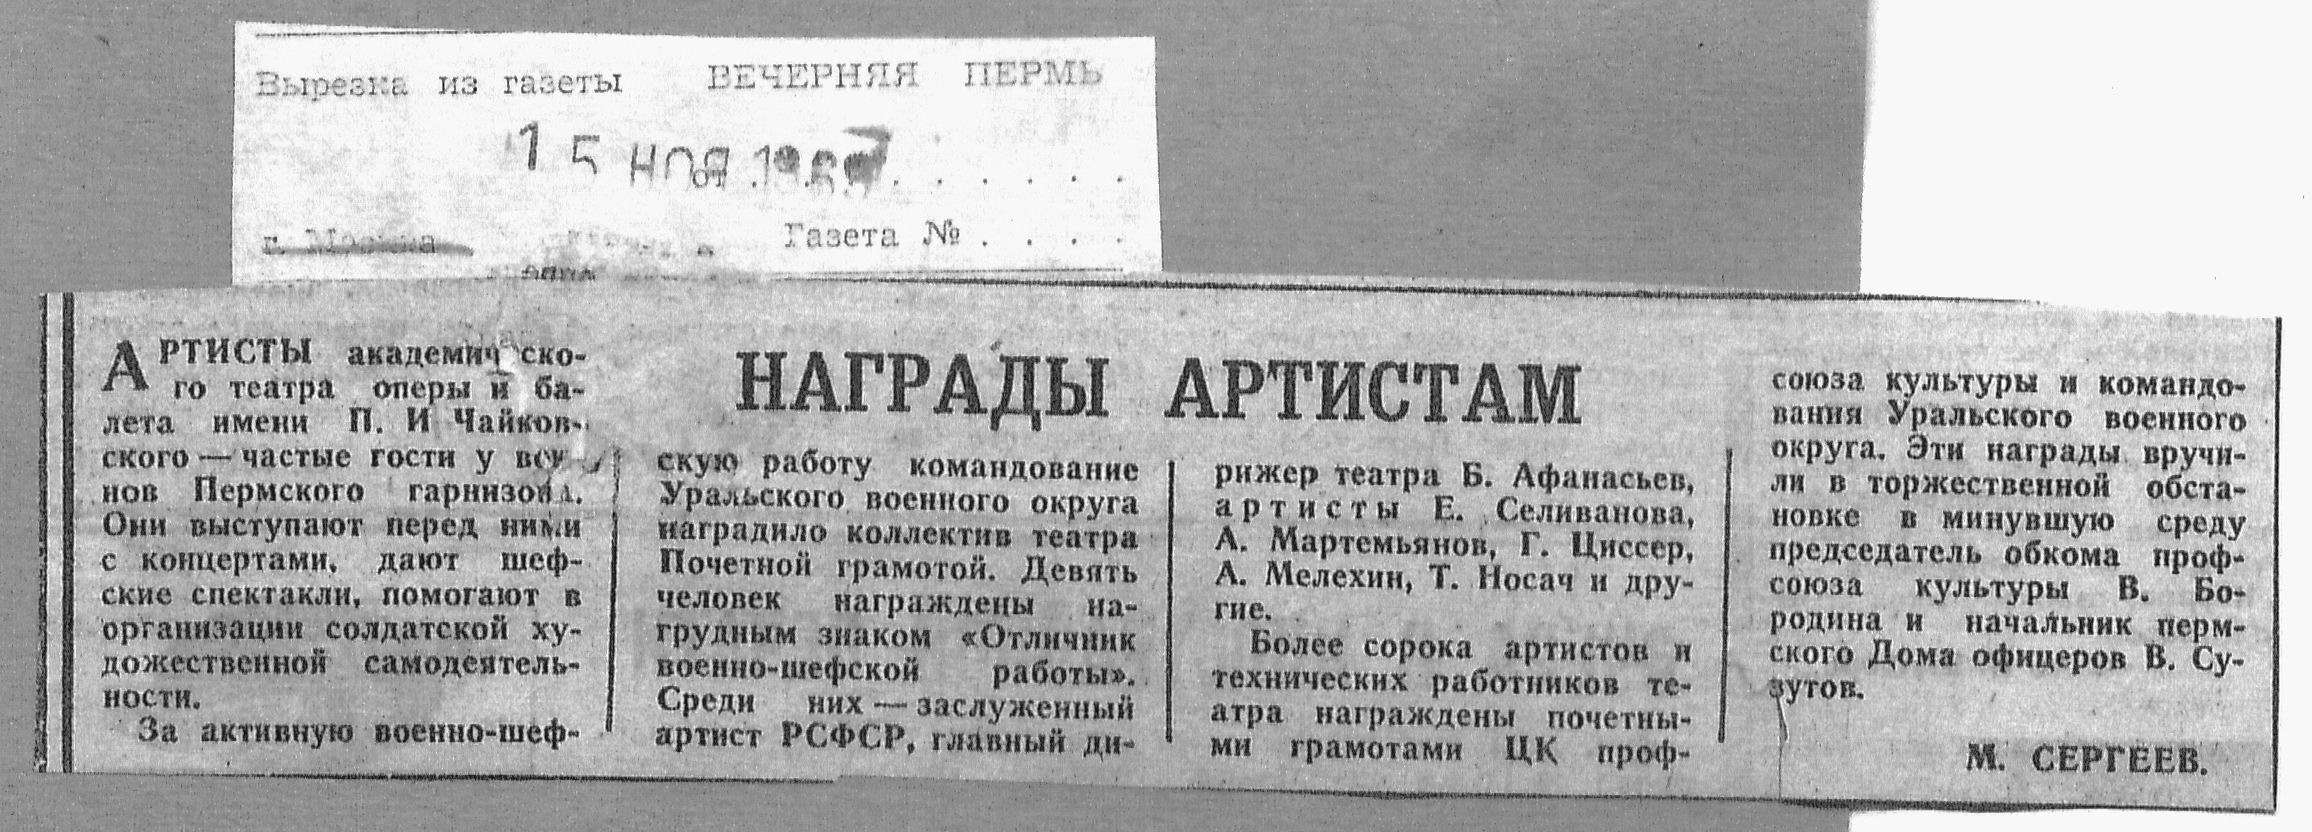 Вырезка из газеты ВЕЧЕРНЯЯ ПЕРМЬ
15 НОЯ 19
от . . . . . .
г. Москва
Газета № . . . .
НАГРАДЫ АРТИСТАМ
АРТИСТЫ академическо-
го театра оперы и ба-
лета имени П. И Чайков-
ского — частые гости у вои-
нов Пермского гарнизона.
Они выступают перед ними
с концертами, дают шеф-
ские спектакли, помогают в
организации солдатской ху-
дожественной самодеятель-
ности.
За активную военно-шеф-
скую работу командование
Уральского военного округа
наградило коллектив театра
Почетной грамотой. Девять
человек награждены на-
грудным знаком «Отличник
военно-шефской работы».
Среди них — заслуженный
артист РСФСР, главный ди-
рижер театра Б. Афанасьев,
артисты Е. Селиванова,
А. Мартемьянов, Г. Циссер,
А. Мелехин, Т. Носач и дру-
гие.
Более сорока артистов и
технических работников те-
атра награждены почетны-
ми грамотами ЦК проф-
союза культуры и командо-
вания Уральского военного
округа. Эти награды вручи-
ли в торжественной обста-
новке в минувшую среду
председатель обкома проф-
союза культуры В. Бо-
родина и начальник перм-
ского Дома офицеров В. Су-
зутов.
М. СЕРГЕЕВ.